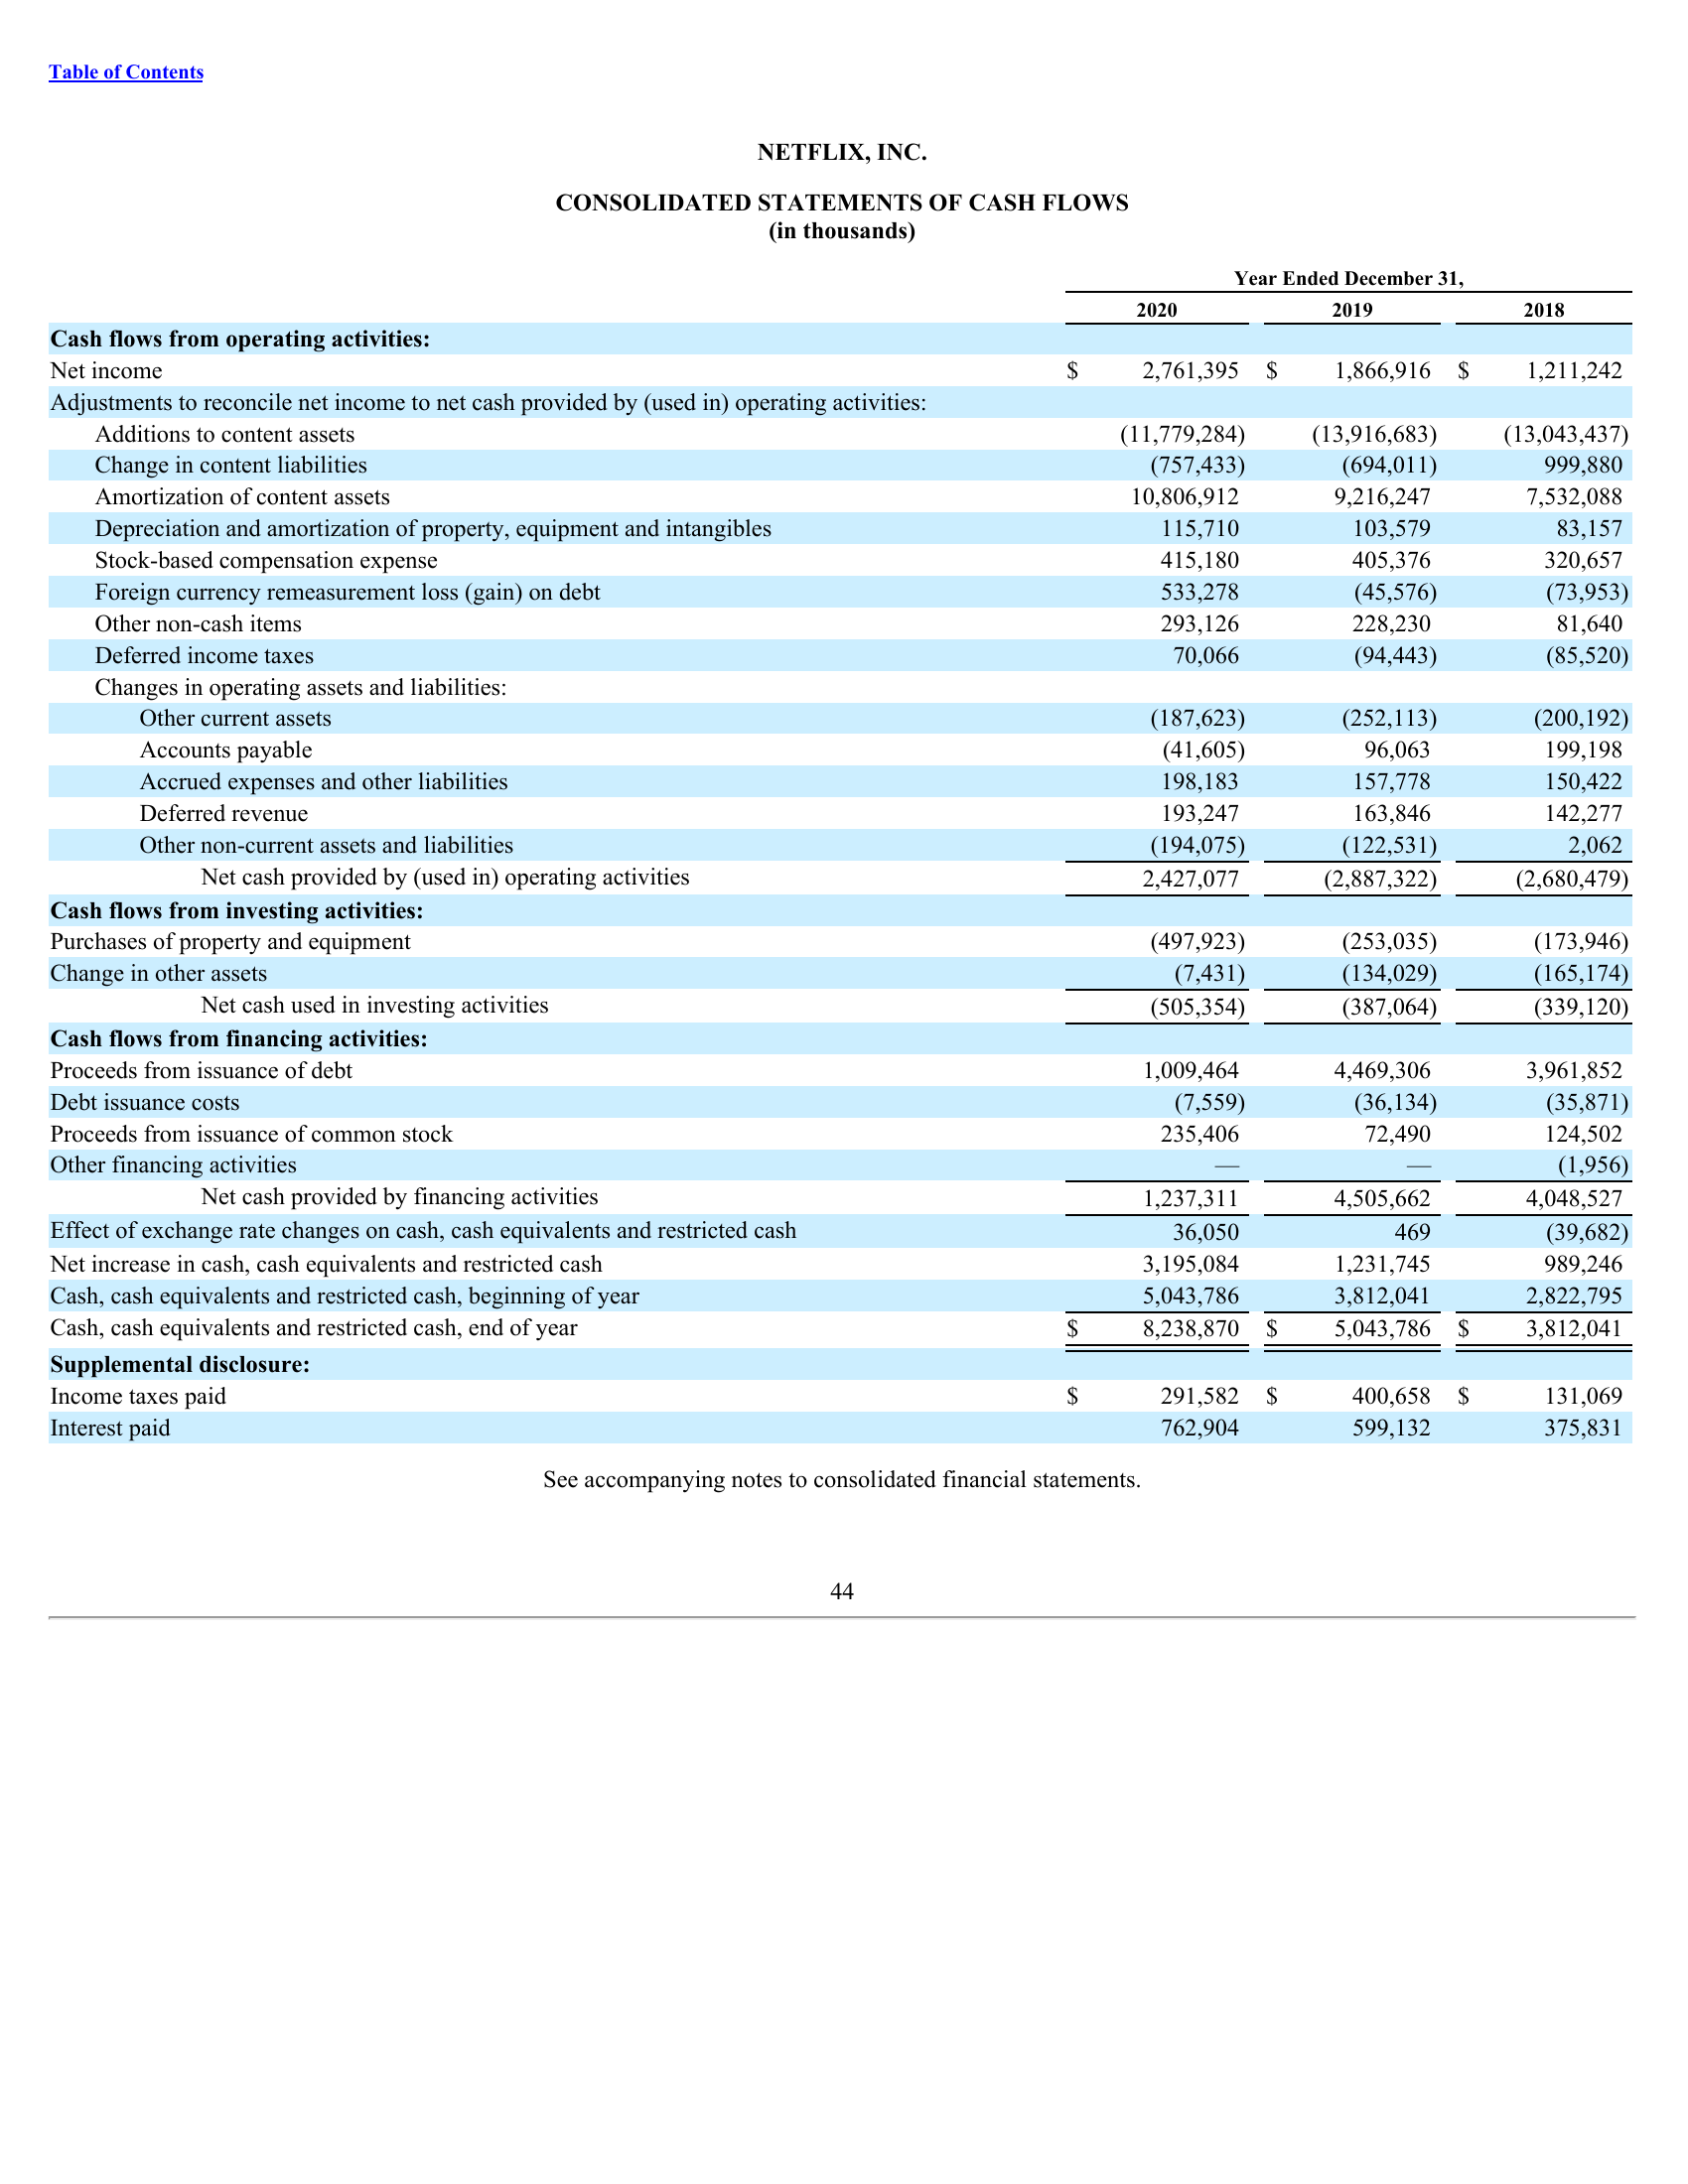 Table of Contents
NETFLIX, INC.
CONSOLIDATED STATEMENTS OF CASH FLOWS
(in thousands)
Year Ended December 31,
2020 2019 2018
Cash flows from operating activities:
Net income $ 2,761,395 $ 1,866,916 $ 1,211,242
Adjustments to reconcile net income to net cash provided by (used in) operating activities:
Additions to content assets (11,779,284) (13,916,683) (13,043,437)
Change in content liabilities (757,433) (694,011) 999,880
Amortization of content assets 10,806,912 9,216,247 7,532,088
Depreciation and amortization of property, equipment and intangibles 115,710 103,579 83,157
Stock-based compensation expense 415,180 405,376 320,657
Foreign currency remeasurement loss (gain) on debt 533,278 (45,576) (73,953)
Other non-cash items 293,126 228,230 81,640
Deferred income taxes 70,066 (94,443) (85,520)
Changes in operating assets and liabilities:
Other current assets (187,623) (252,113) (200,192)
Accounts payable (41,605) 96,063 199,198
Accrued expenses and other liabilities 198,183 157,778 150,422
Deferred revenue 193,247 163,846 142,277
Other non-current assets and liabilities (194,075) (122,531) 2,062
Net cash provided by (used in) operating activities 2,427,077 (2,887,322) (2,680,479)
Cash flows from investing activities:
Purchases of property and equipment (497,923) (253,035) (173,946)
Change in other assets (7,431) (134,029) (165,174)
Net cash used in investing activities (505,354) (387,064) (339,120)
Cash flows from financing activities:
Proceeds from issuance of debt 1,009,464 4,469,306 3,961,852
Debt issuance costs (7,559) (36,134) (35,871)
Proceeds from issuance of common stock 235,406 72,490 124,502
Other financing activities — — (1,956)
Net cash provided by financing activities 1,237,311 4,505,662 4,048,527
Effect of exchange rate changes on cash, cash equivalents and restricted cash 36,050 469 (39,682)
Net increase in cash, cash equivalents and restricted cash 3,195,084 1,231,745 989,246
Cash, cash equivalents and restricted cash, beginning of year 5,043,786 3,812,041 2,822,795
Cash, cash equivalents and restricted cash, end of year $ 8,238,870 $ 5,043,786 $ 3,812,041
Supplemental disclosure:
Income taxes paid $ 291,582 $ 400,658 $ 131,069
Interest paid 762,904 599,132 375,831
See accompanying notes to consolidated financial statements.
44